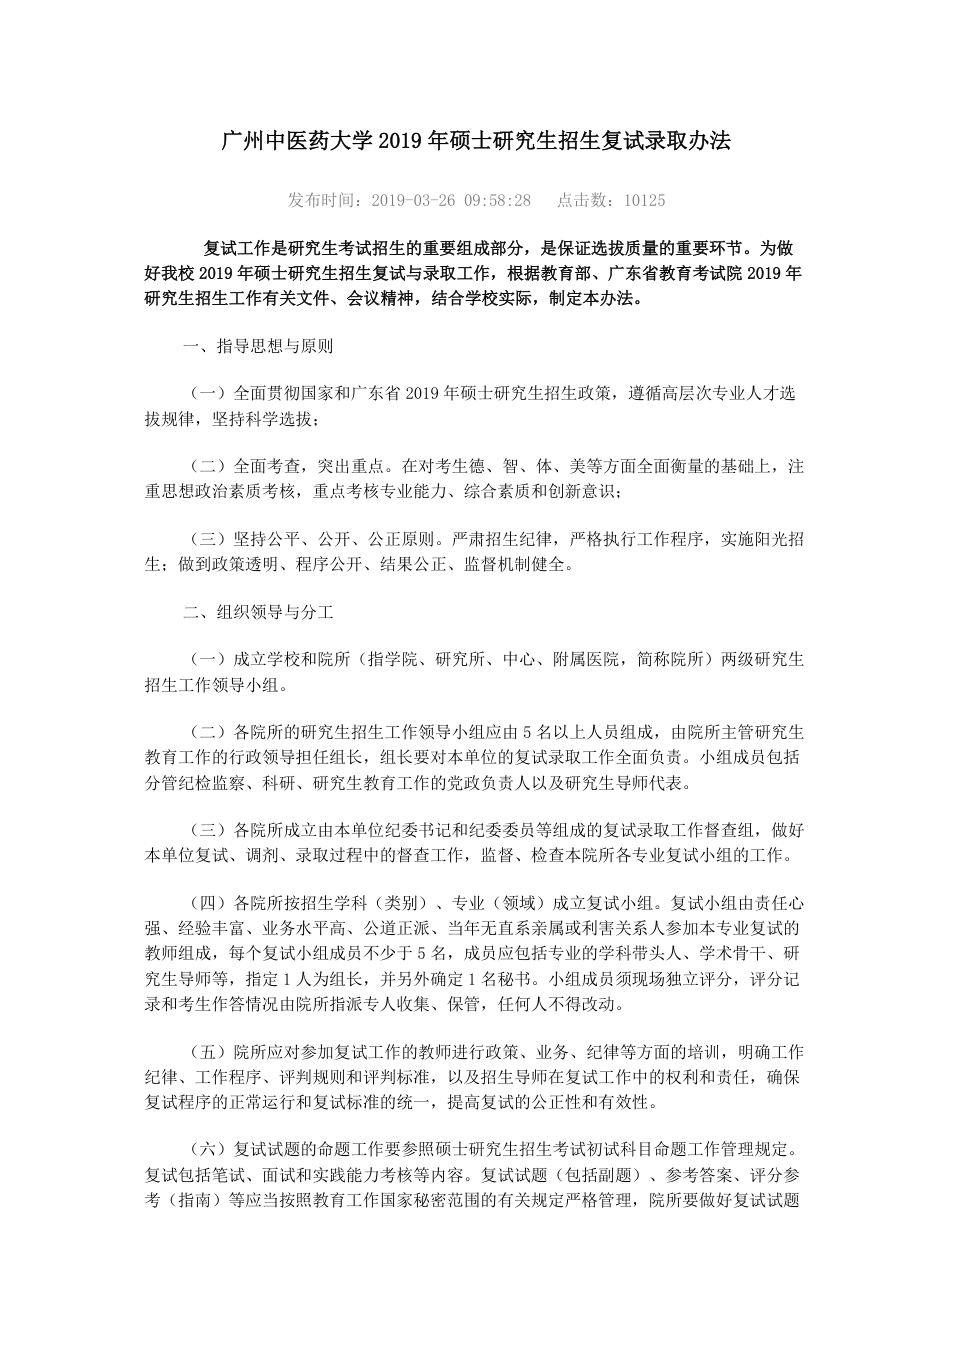 广州中医药大学 2019 年硕士研究生招生复试录取办法
发布时间：2019-03-26 09:58:28 点击数：10125
复试工作是研究生考试招生的重要组成部分，是保证选拔质量的重要环节。为做
好我校 2019 年硕士研究生招生复试与录取工作，根据教育部、广东省教育考试院 2019 年
研究生招生工作有关文件、会议精神，结合学校实际，制定本办法。
一、指导思想与原则
（一）全面贯彻国家和广东省 2019 年硕士研究生招生政策，遵循高层次专业人才选
拔规律，坚持科学选拔；
（二）全面考查，突出重点。在对考生德、智、体、美等方面全面衡量的基础上，注
重思想政治素质考核，重点考核专业能力、综合素质和创新意识；
（三）坚持公平、公开、公正原则。严肃招生纪律，严格执行工作程序，实施阳光招
生；做到政策透明、程序公开、结果公正、监督机制健全。
二、组织领导与分工
（一）成立学校和院所（指学院、研究所、中心、附属医院，简称院所）两级研究生
招生工作领导小组。
（二）各院所的研究生招生工作领导小组应由 5 名以上人员组成，由院所主管研究生
教育工作的行政领导担任组长，组长要对本单位的复试录取工作全面负责。小组成员包括
分管纪检监察、科研、研究生教育工作的党政负责人以及研究生导师代表。
（三）各院所成立由本单位纪委书记和纪委委员等组成的复试录取工作督查组，做好
本单位复试、调剂、录取过程中的督查工作，监督、检查本院所各专业复试小组的工作。
（四）各院所按招生学科（类别）、专业（领域）成立复试小组。复试小组由责任心
强、经验丰富、业务水平高、公道正派、当年无直系亲属或利害关系人参加本专业复试的
教师组成，每个复试小组成员不少于 5 名，成员应包括专业的学科带头人、学术骨干、研
究生导师等，指定 1 人为组长，并另外确定 1 名秘书。小组成员须现场独立评分，评分记
录和考生作答情况由院所指派专人收集、保管，任何人不得改动。
（五）院所应对参加复试工作的教师进行政策、业务、纪律等方面的培训，明确工作
纪律、工作程序、评判规则和评判标准，以及招生导师在复试工作中的权利和责任，确保
复试程序的正常运行和复试标准的统一，提高复试的公正性和有效性。
（六）复试试题的命题工作要参照硕士研究生招生考试初试科目命题工作管理规定。
复试包括笔试、面试和实践能力考核等内容。复试试题（包括副题）、参考答案、评分参
考（指南）等应当按照教育工作国家秘密范围的有关规定严格管理，院所要做好复试试题